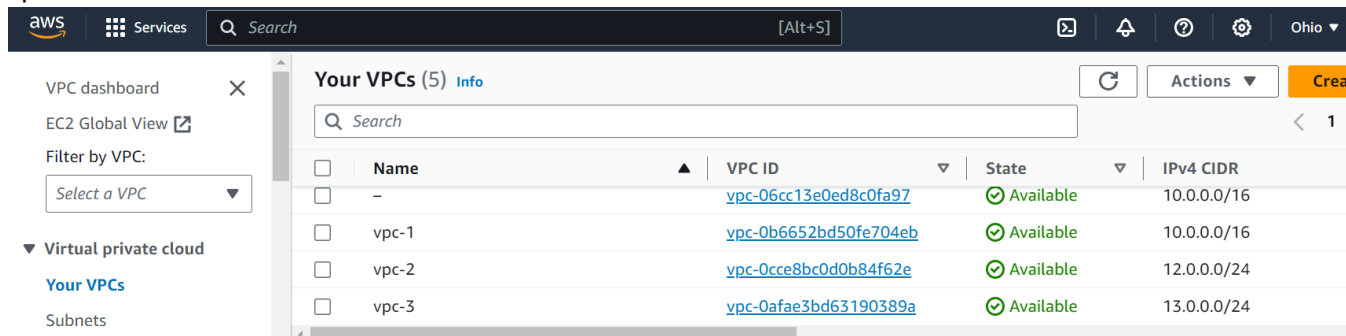 aws
Services
Search
[Alt+S]
Ohio
VPC dashboard
EC2 Global View
Filter by VPC:
Select a VPC
Virtual private cloud
Your VPCs
Subnets
Your VPCs (5) Info
Actions
Crea
Search
1
Name VPC ID State IPv4 CIDR
– vpc-06cc13e0ed8c0fa97 Available 10.0.0.0/16
vpc-1 vpc-0b6652bd50fe704eb Available 10.0.0.0/16
vpc-2 vpc-0cce8bc0d0b84f62e Available 12.0.0.0/24
vpc-3 vpc-0afae3bd63190389a Available 13.0.0.0/24